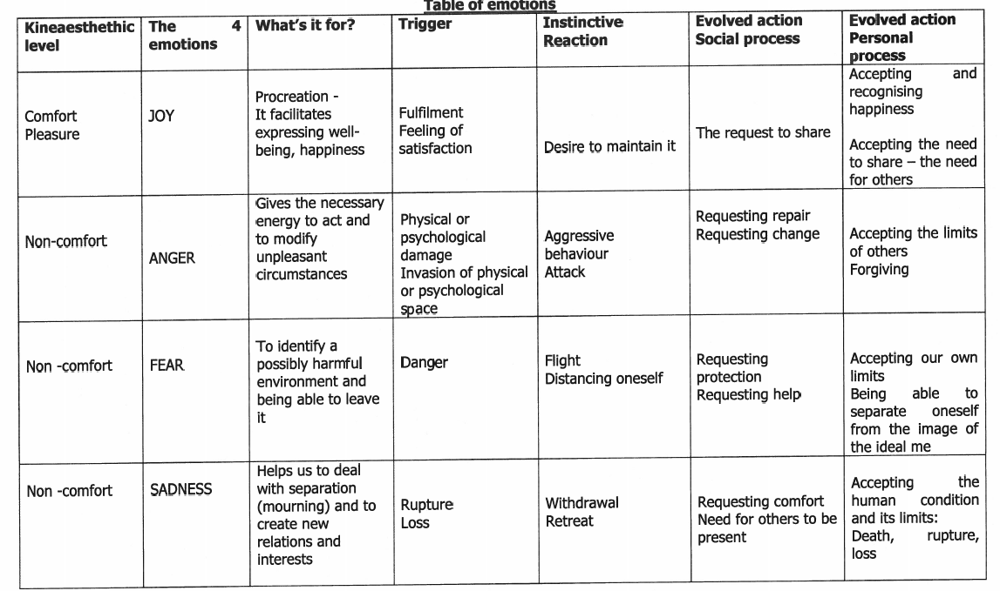 Table of emotions
Kineaesthethic
level
The 4
emotions
What's it for?
Trigger
Instinctive
Reaction
Evolved action
Social process
Evolved action
Personal
process
Comfort
Pleasure
JOY
Procreation -
It facilitates
expressing well-
being, happiness
Fulfilment
Feeling of
satisfaction
Desire to maintain it
The request to share
Accepting and
recognising
happiness
Accepting the need
to share – the need
for others
Non-comfort
ANGER
Gives the necessary
energy to act and
to modify
unpleasant
circumstances
Physical or
psychological
damage
Invasion of physical
or psychological
space
Aggressive
behaviour
Attack
Requesting repair
Requesting change
Accepting the limits
of others
Forgiving
Non -comfort
FEAR
To identify a
possibly harmful
environment and
being able to leave
it
Danger
Flight
Distancing oneself
Requesting
protection
Requesting help
Accepting our own
limits
Being able to
separate oneself
from the image of
the ideal me
Non -comfort
SADNESS
Helps us to deal
with separation
(mourning) and to
create new
relations and
interests
Rupture
Loss
Withdrawal
Retreat
Requesting comfort
Need for others to be
present
Accepting the
human condition
and its limits:
Death, rupture,
loss